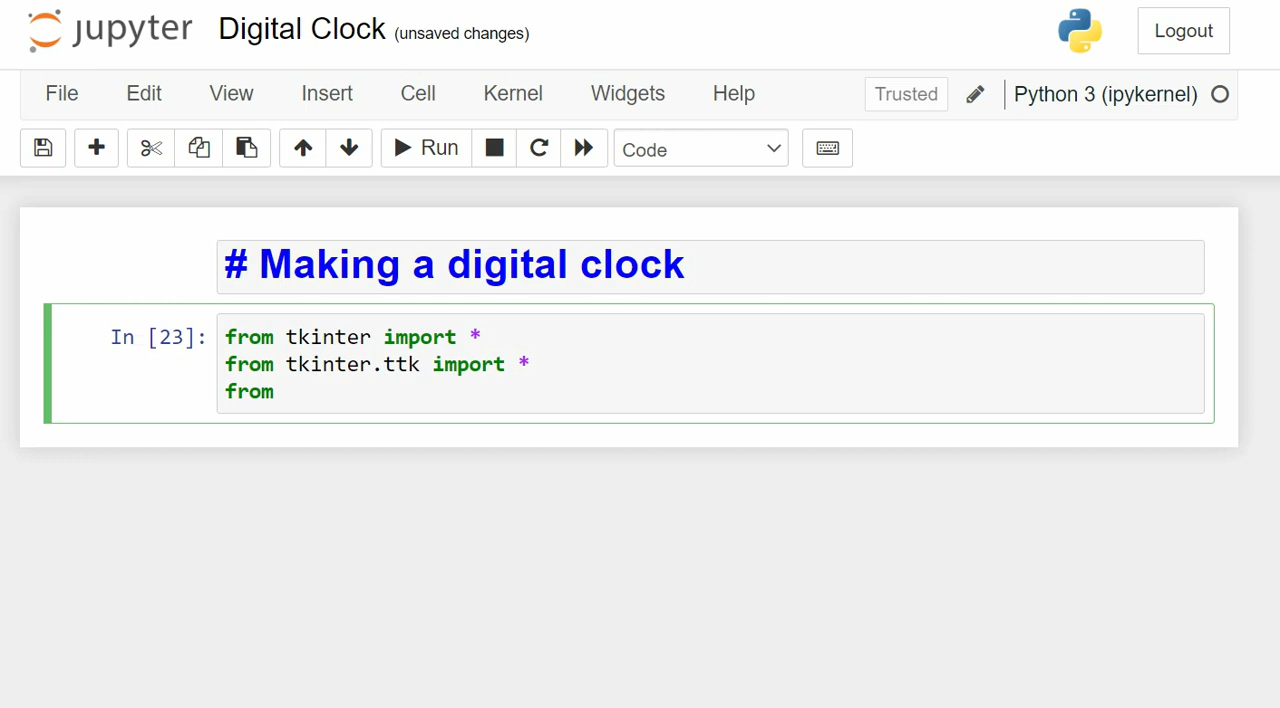 jupyter Digital Clock (unsaved changes) Logout
File Edit View Insert Cell Kernel Widgets Help Trusted Python 3 (ipykernel)
Run Code
# Making a digital clock
In [23]: from tkinter import *
from tkinter.ttk import *
from